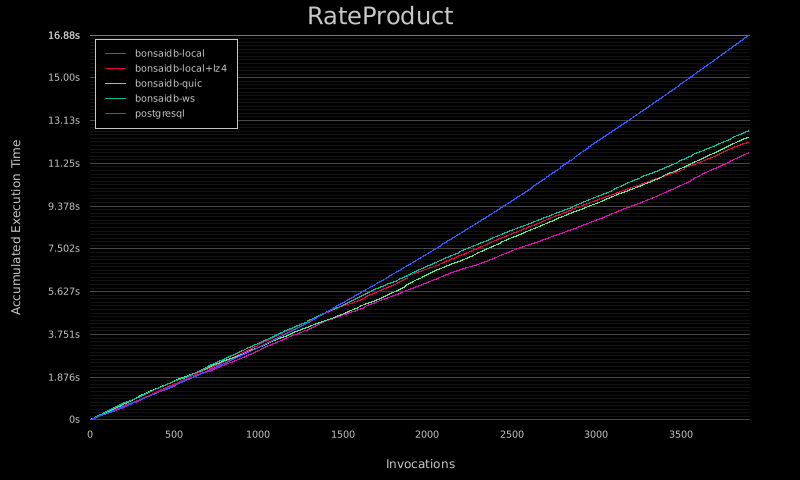 RateProduct
16.88s
15.00s
13.13s
11.25s
9.378s
7.502s
5.627s
3.751s
1.876s
0s
Accumulated Execution Time
bonsaidb-local
bonsaidb-local+lz4
bonsaidb-quic
bonsaidb-ws
postgresql
0 500 1000 1500 2000 2500 3000 3500
Invocations